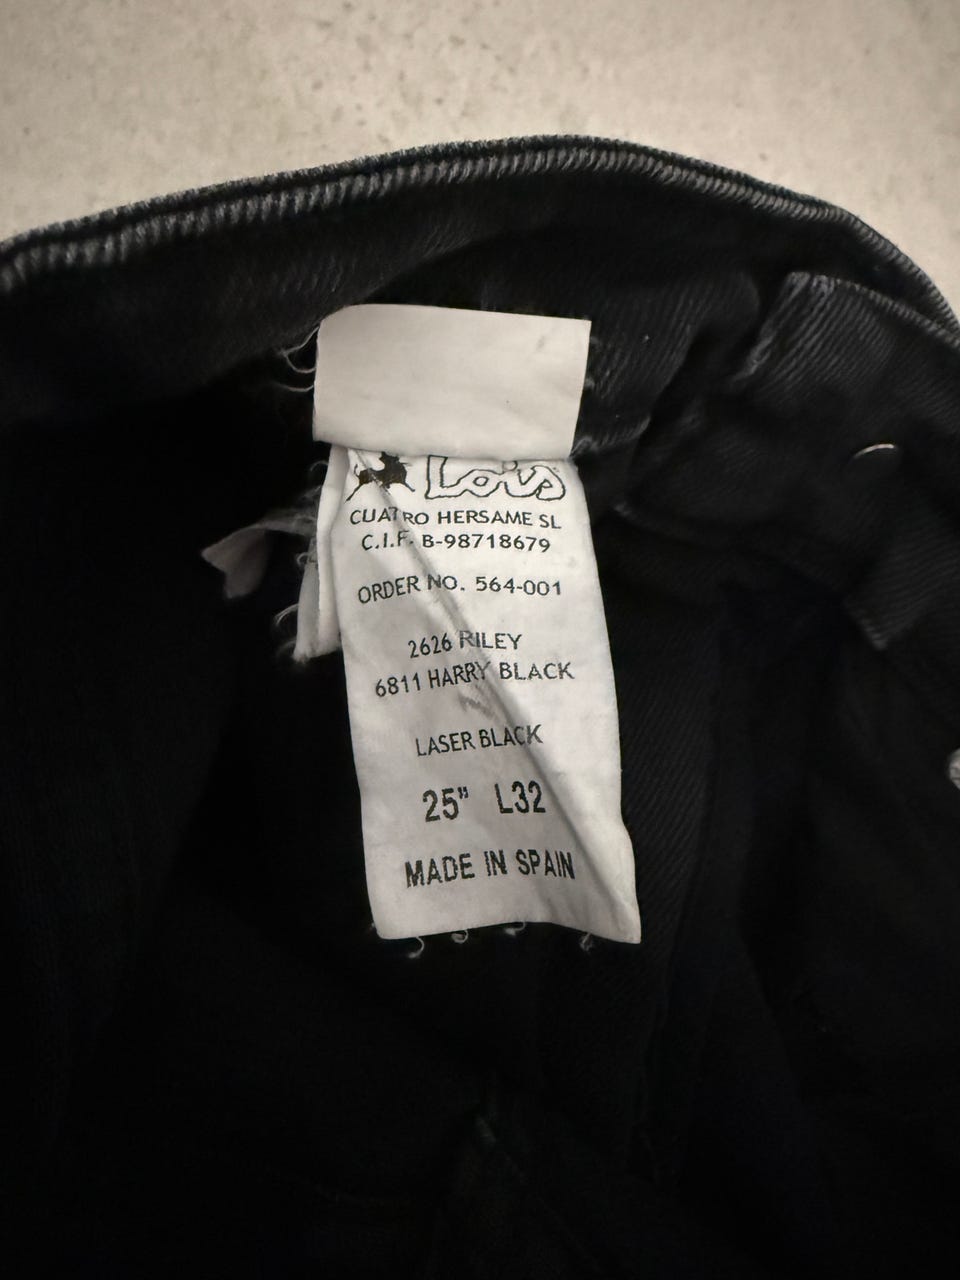 Lois
CUATRO HERSAME SL
C.I.F. B-98718679
ORDER NO. 564-001
2626 RILEY
6811 HARRY BLACK
LASER BLACK
25" L32
MADE IN SPAIN